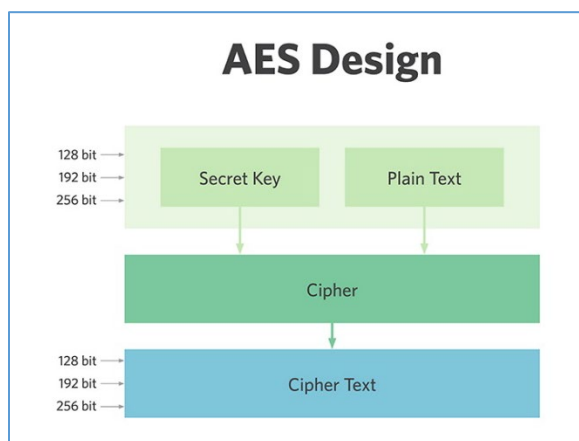 AES Design
128 bit
192 bit
256 bit
Secret Key
Plain Text
Cipher
128 bit
192 bit
256 bit
Cipher Text